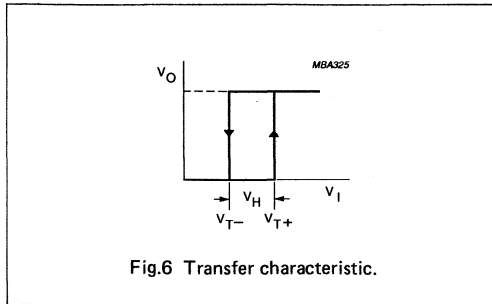 MBA325
VO
VH
VI
VT−
VT+
Fig.6 Transfer characteristic.